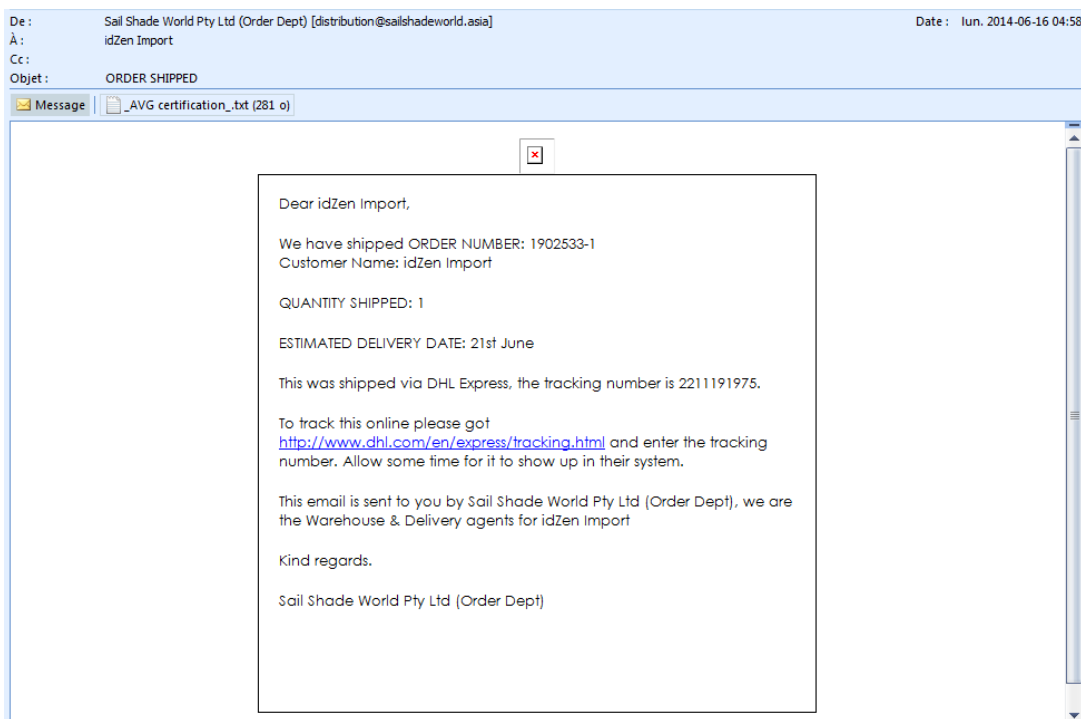 De : Sail Shade World Pty Ltd (Order Dept) [distribution@sailshadeworld.asia] Date : lun. 2014-06-16 04:58
À : idZen Import
Cc :
Objet : ORDER SHIPPED
Message _AVG certification_.txt (281 o)
Dear idZen Import,
We have shipped ORDER NUMBER: 1902533-1
Customer Name: idZen Import
QUANTITY SHIPPED: 1
ESTIMATED DELIVERY DATE: 21st June
This was shipped via DHL Express, the tracking number is 2211191975.
To track this online please got
http://www.dhl.com/en/express/tracking.html and enter the tracking
number. Allow some time for it to show up in their system.
This email is sent to you by Sail Shade World Pty Ltd (Order Dept), we are
the Warehouse & Delivery agents for idZen Import
Kind regards.
Sail Shade World Pty Ltd (Order Dept)